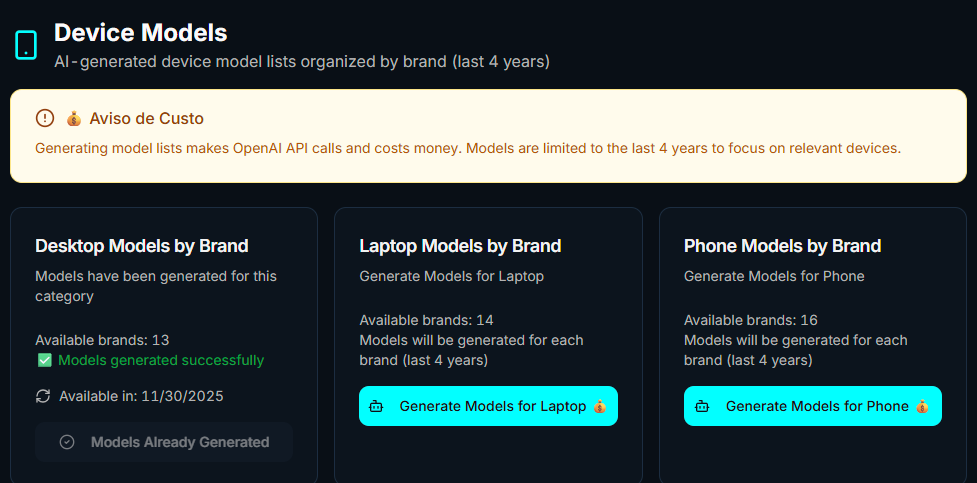 Device Models
AI-generated device model lists organized by brand (last 4 years)
Aviso de Custo
Generating model lists makes OpenAI API calls and costs money. Models are limited to the last 4 years to focus on relevant devices.
Desktop Models by Brand
Models have been generated for this
category
Available brands: 13
Models generated successfully
Available in: 11/30/2025
Models Already Generated
Laptop Models by Brand
Generate Models for Laptop
Available brands: 14
Models will be generated for each
brand (last 4 years)
Generate Models for Laptop
Phone Models by Brand
Generate Models for Phone
Available brands: 16
Models will be generated for each
brand (last 4 years)
Generate Models for Phone